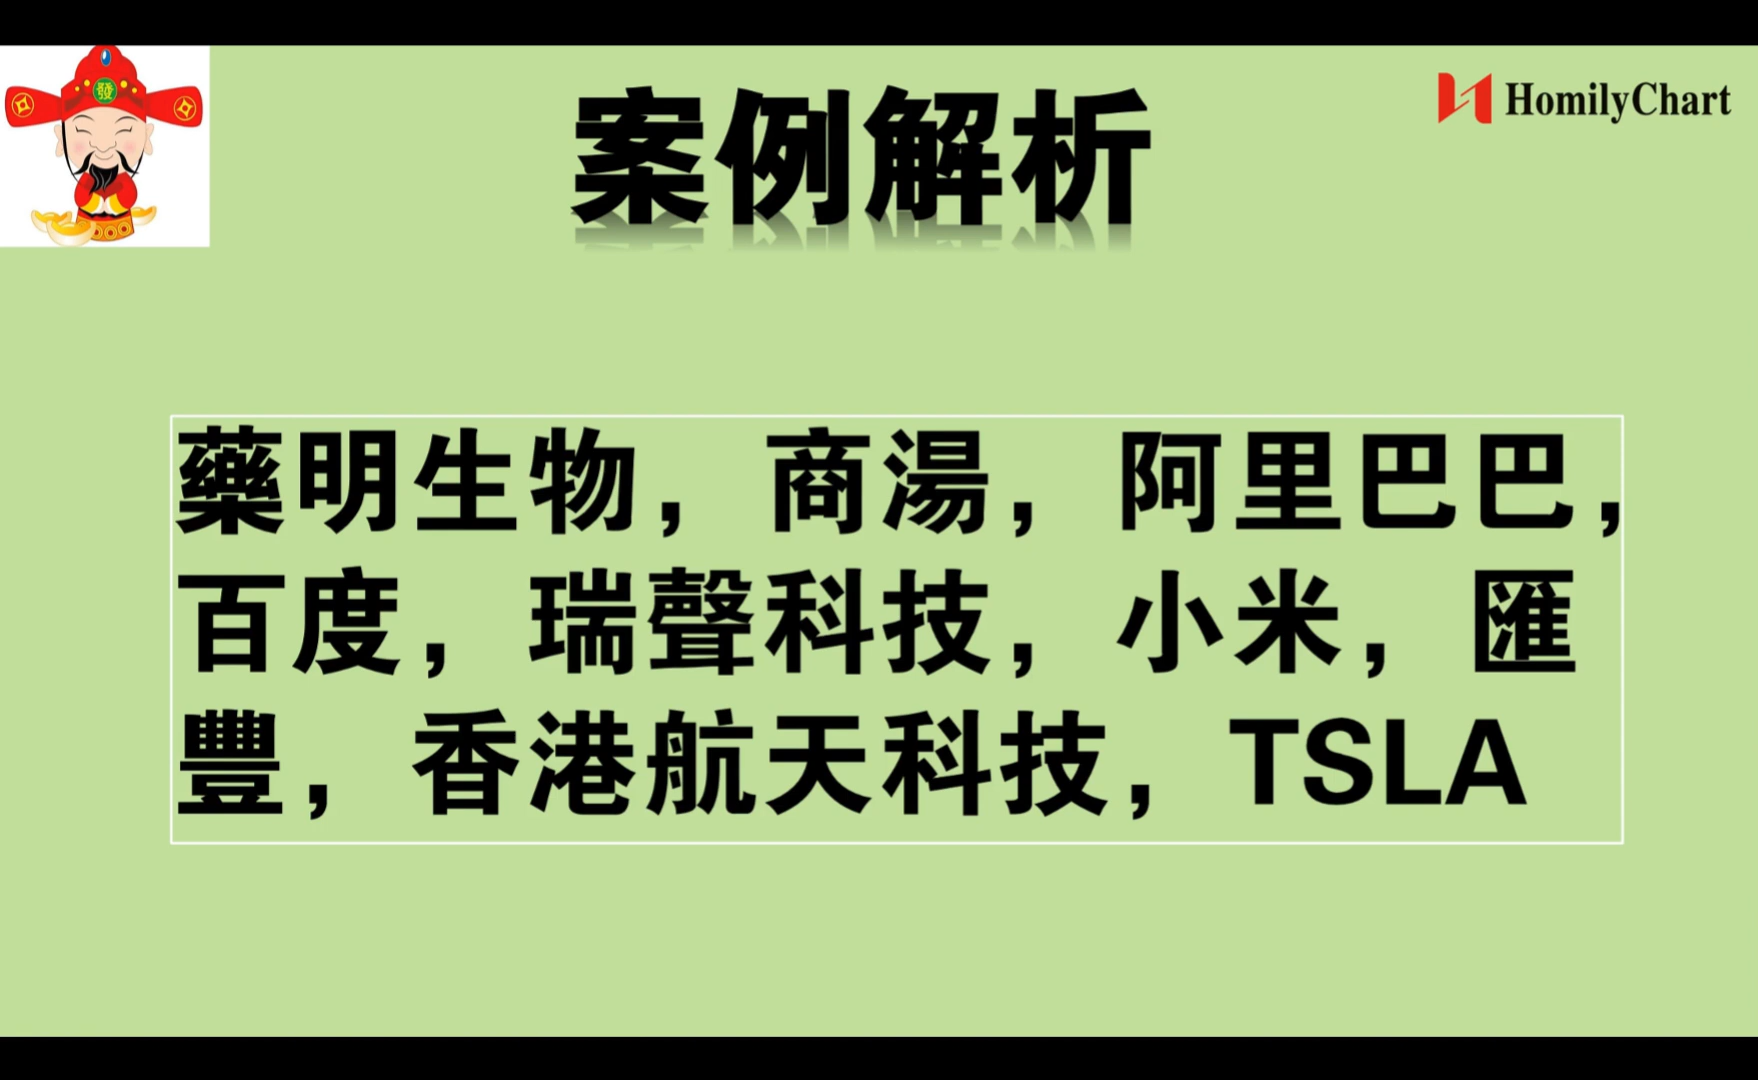 發
案例解析
HomilyChart
藥明生物，商湯，阿里巴巴，
百度，瑞聲科技，小米，匯
豐，香港航天科技，TSLA